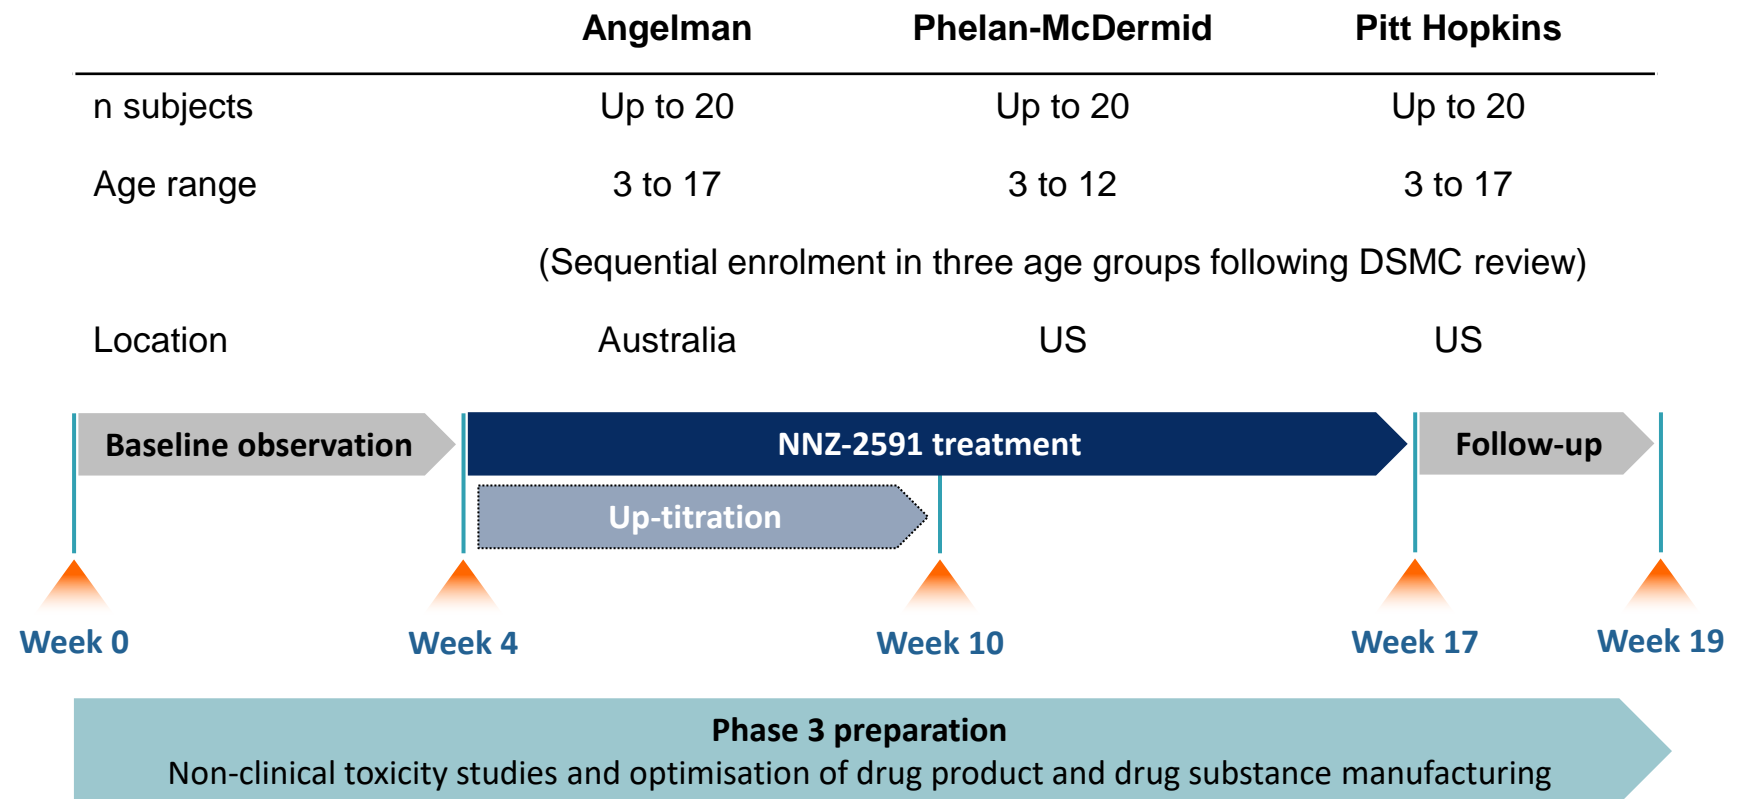 Angelman Phelan-McDermid Pitt Hopkins
n subjects Up to 20 Up to 20 Up to 20
Age range 3 to 17 3 to 12 3 to 17
(Sequential enrolment in three age groups following DSMC review)
Location Australia US US
Baseline observation NNZ-2591 treatment Follow-up
Up-titration
Week 0 Week 4 Week 10 Week 17 Week 19
Phase 3 preparation
Non-clinical toxicity studies and optimisation of drug product and drug substance manufacturing